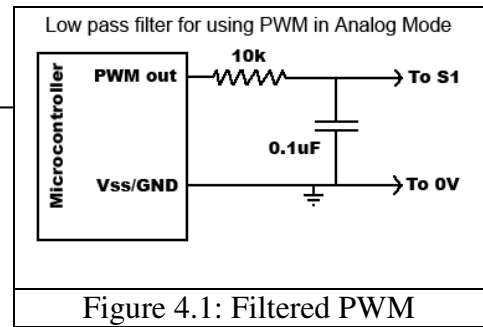 Low pass filter for using PWM in Analog Mode
Microcontroller
PWM out
10k
To S1
0.1uF
Vss/GND
To 0V
Figure 4.1: Filtered PWM